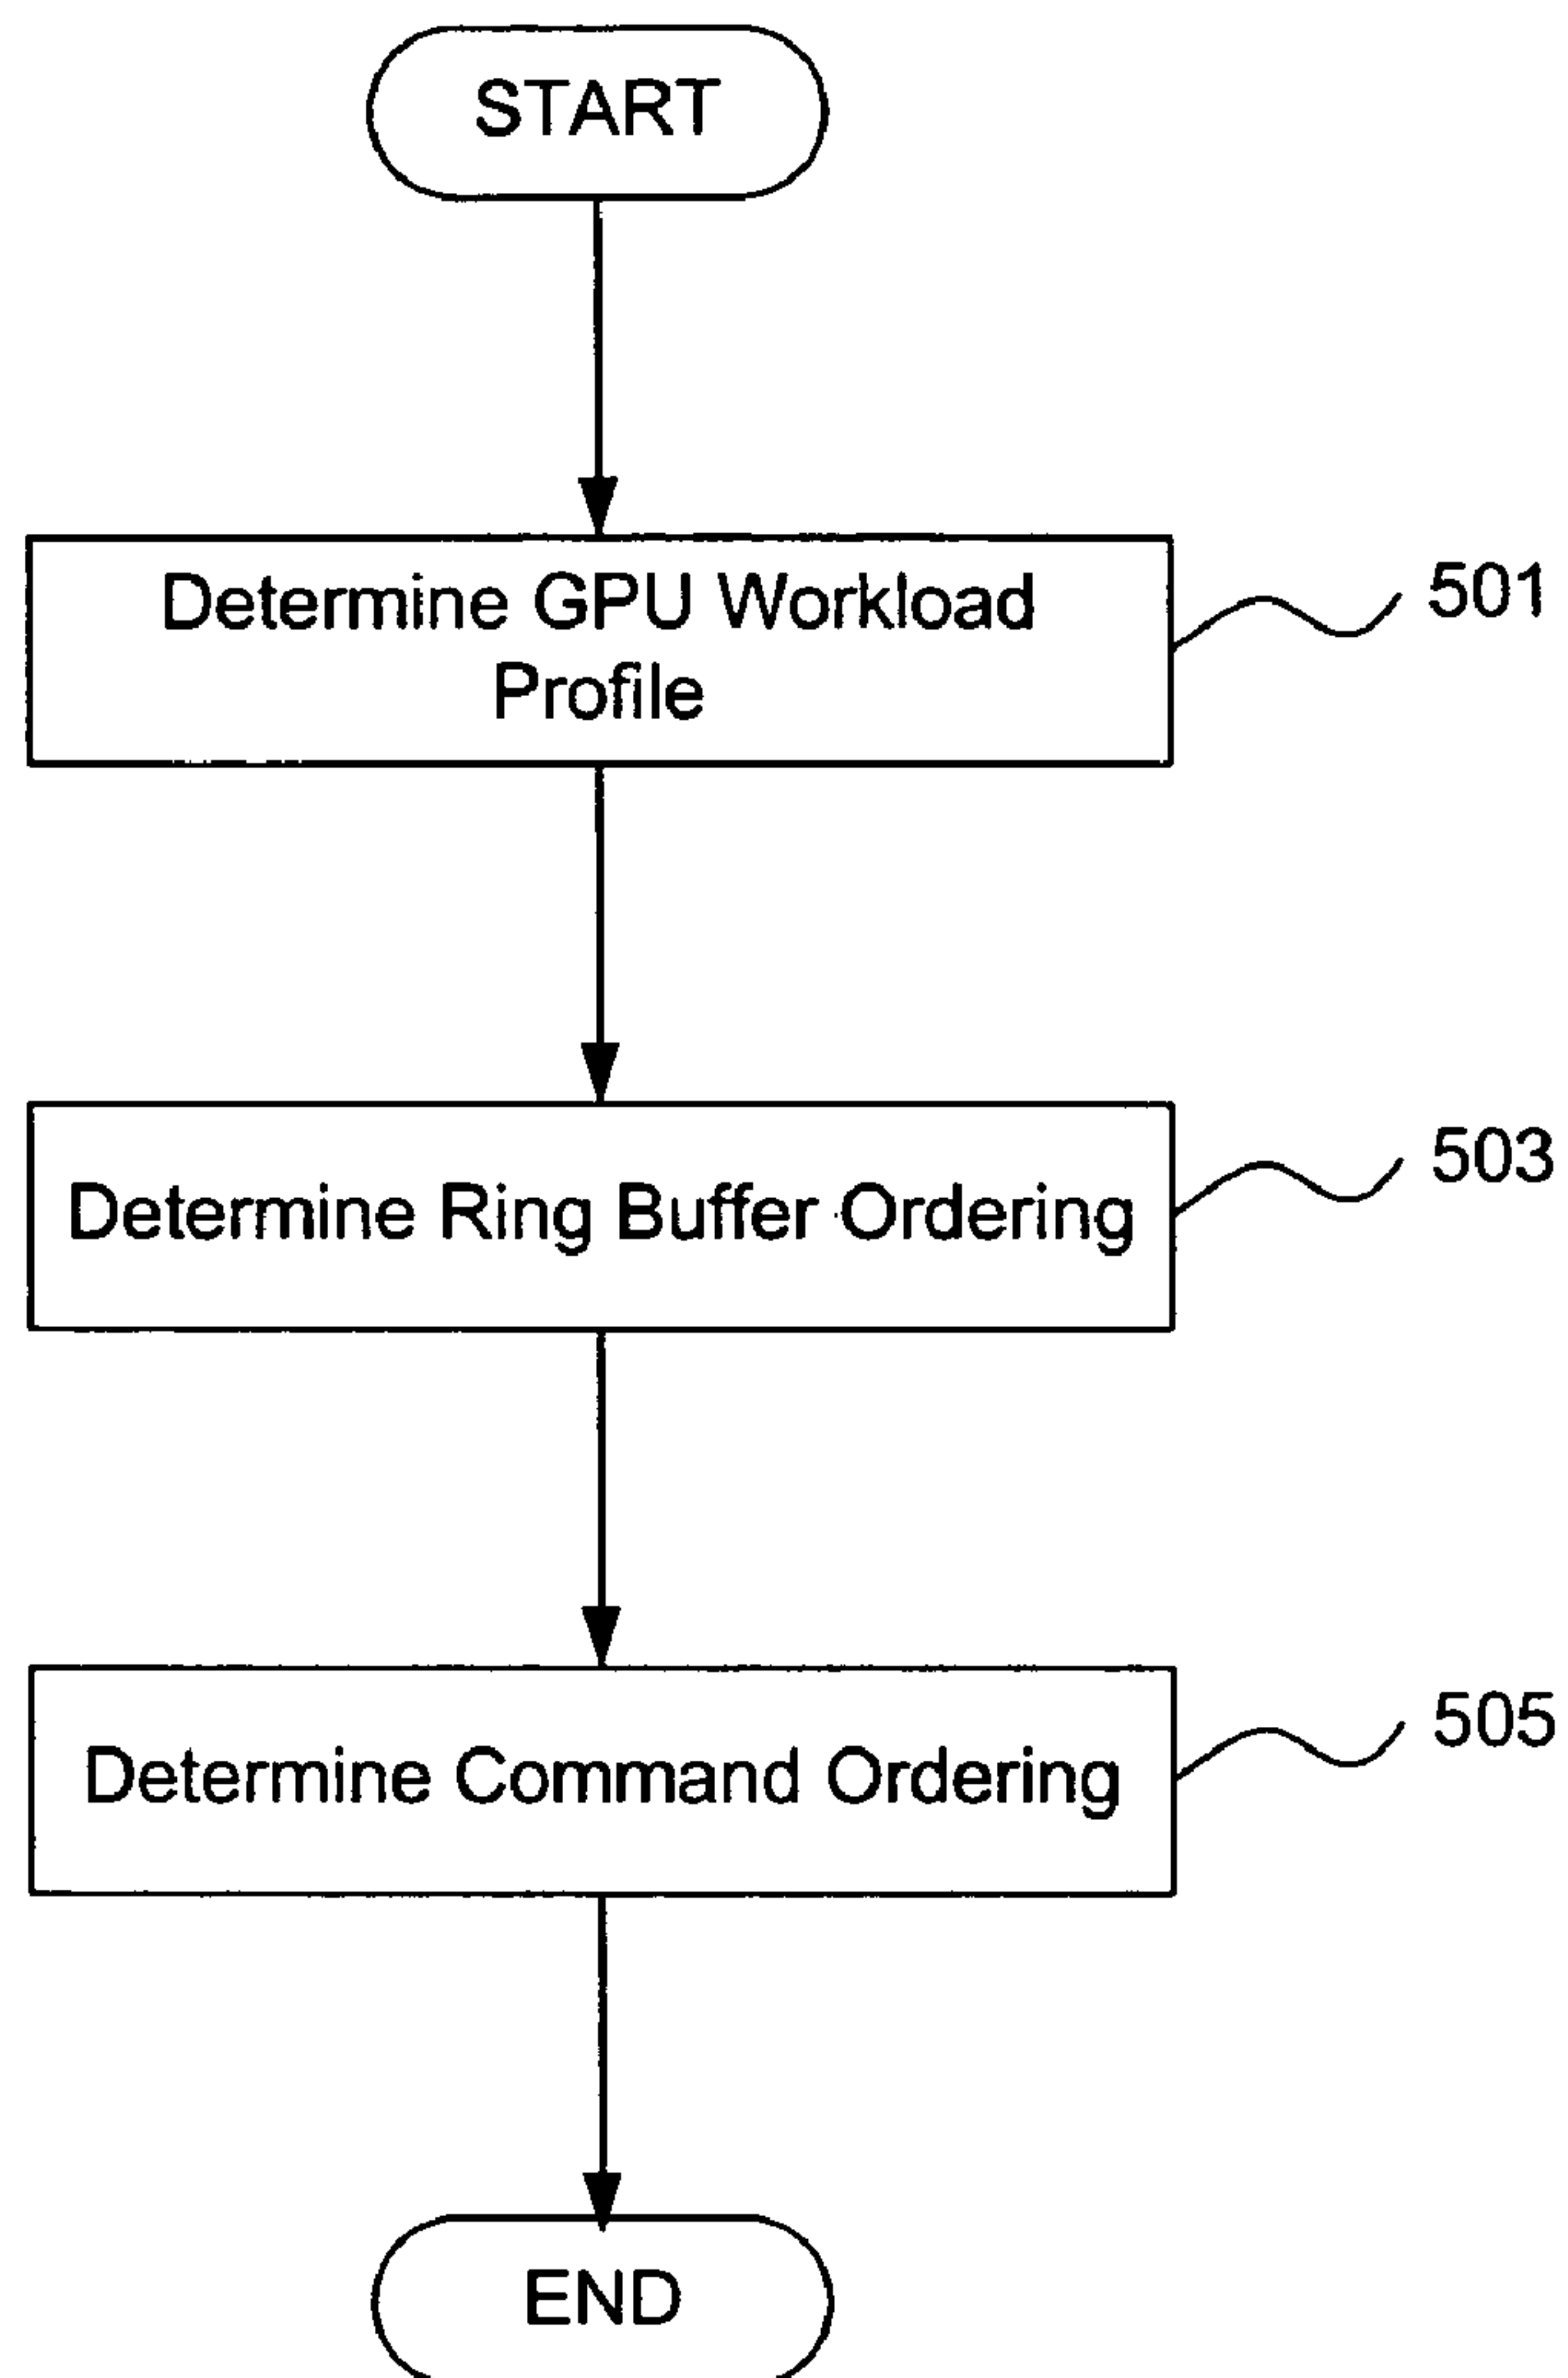 START
Determine GPU Workload
Profile
501
Determine Ring Buffer Ordering
503
Determine Command Ordering
505
END